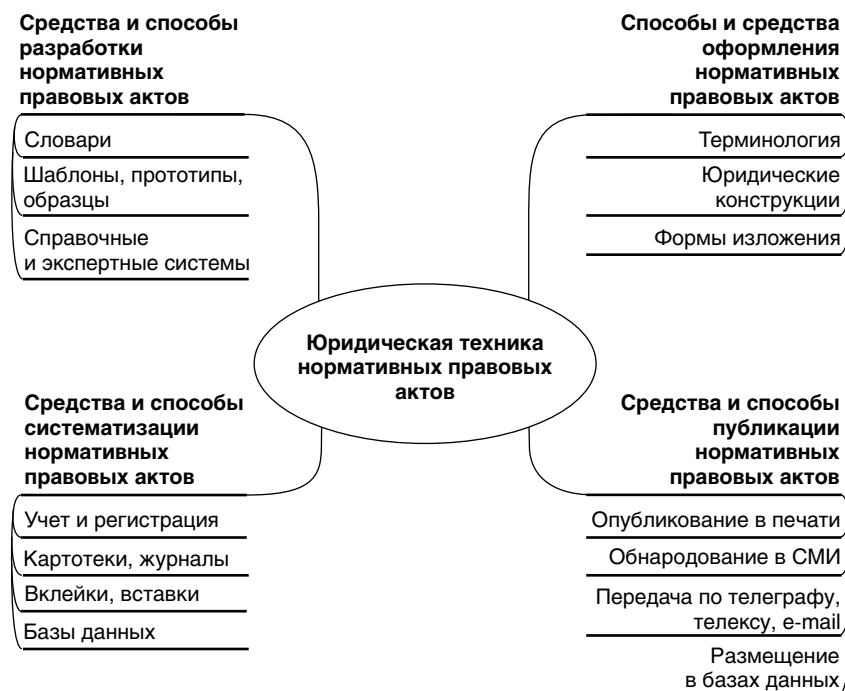 Средства и способы
разработки
нормативных
правовых актов
Словари
Шаблоны, прототипы,
образцы
Справочные
и экспертные системы
Способы и средства
оформления
нормативных
правовых актов
Терминология
Юридические
конструкции
Формы изложения
Юридическая техника
нормативных правовых
актов
Средства и способы
систематизации
нормативных
правовых актов
Учет и регистрация
Картотеки, журналы
Вклейки, вставки
Базы данных
Средства и способы
публикации
нормативных
правовых актов
Опубликование в печати
Обнародование в СМИ
Передача по телеграфу,
телексу, e-mail
Размещение
в базах данных